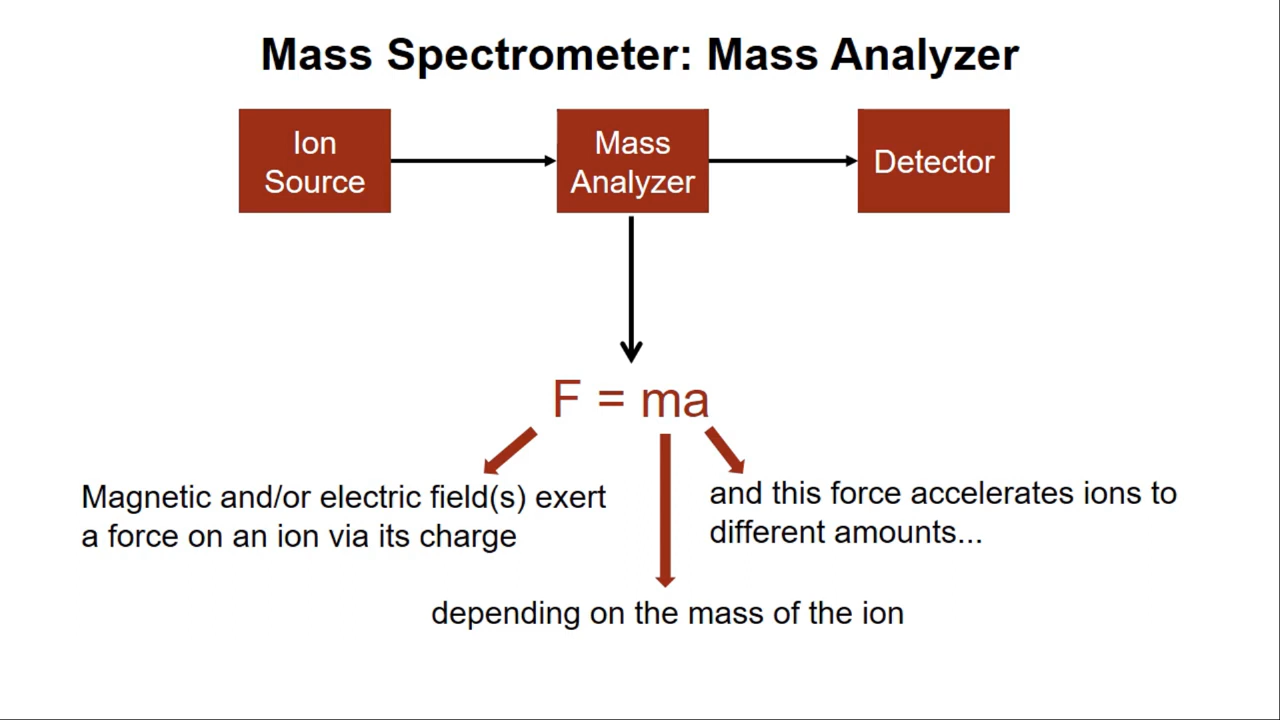 Mass Spectrometer: Mass Analyzer
Ion
Source
Mass
Analyzer
Detector
F = ma
Magnetic and/or electric field(s) exert
a force on an ion via its charge
and this force accelerates ions to
different amounts...
depending on the mass of the ion